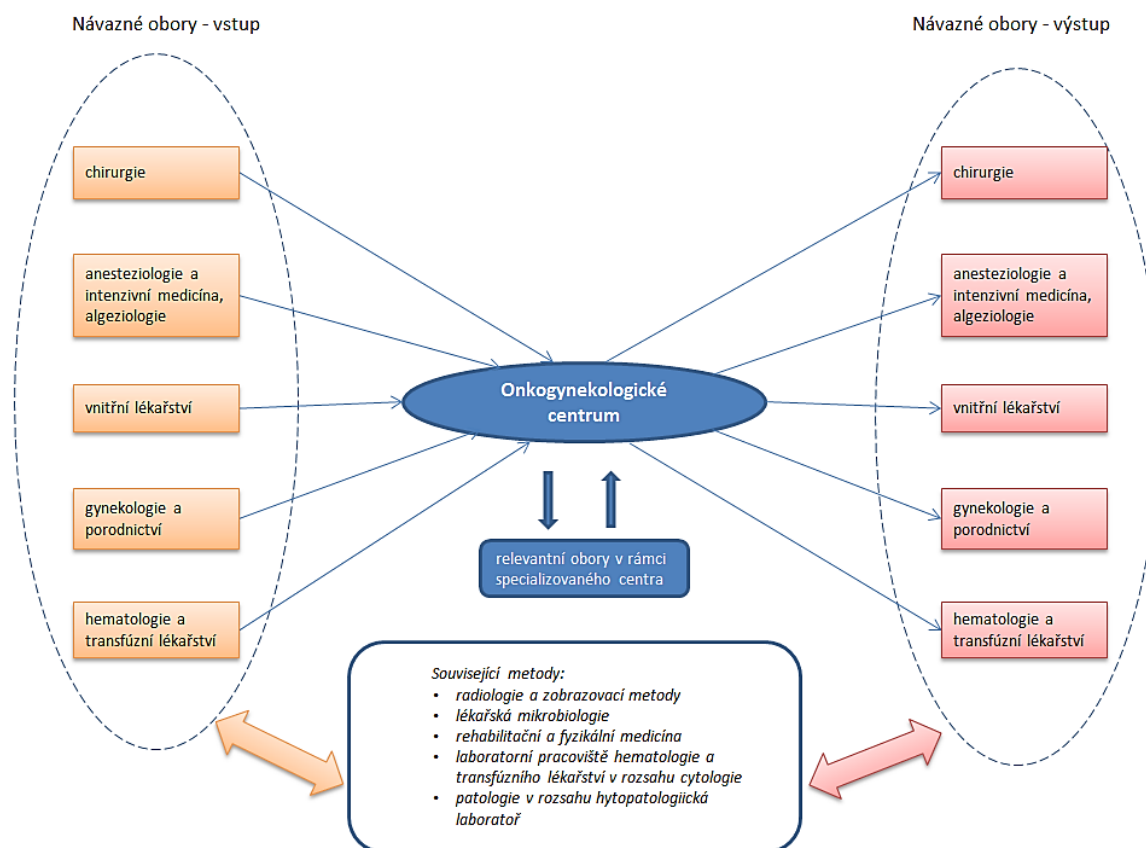 Návazné obory - vstup
Návazné obory - výstup
chirurgie
anesteziologie a
intenzivní medicína,
algeziologie
vnitřní lékařství
gynekologie a
porodnictví
hematologie a
transfúzní lékařství
Onkogynekologické
centrum
relevantní obory v rámci
specializovaného centra
chirurgie
anesteziologie a
intenzivní medicína,
algeziologie
vnitřní lékařství
gynekologie a
porodnictví
hematologie a
transfúzní lékařství
Související metody:
• radiologie a zobrazovací metody
• lékařská mikrobiologie
• rehabilitační a fyzikální medicína
• laboratorní pracoviště hematologie a
transfúzního lékařství v rozsahu cytologie
• patologie v rozsahu hytopatologiická
laboratoř